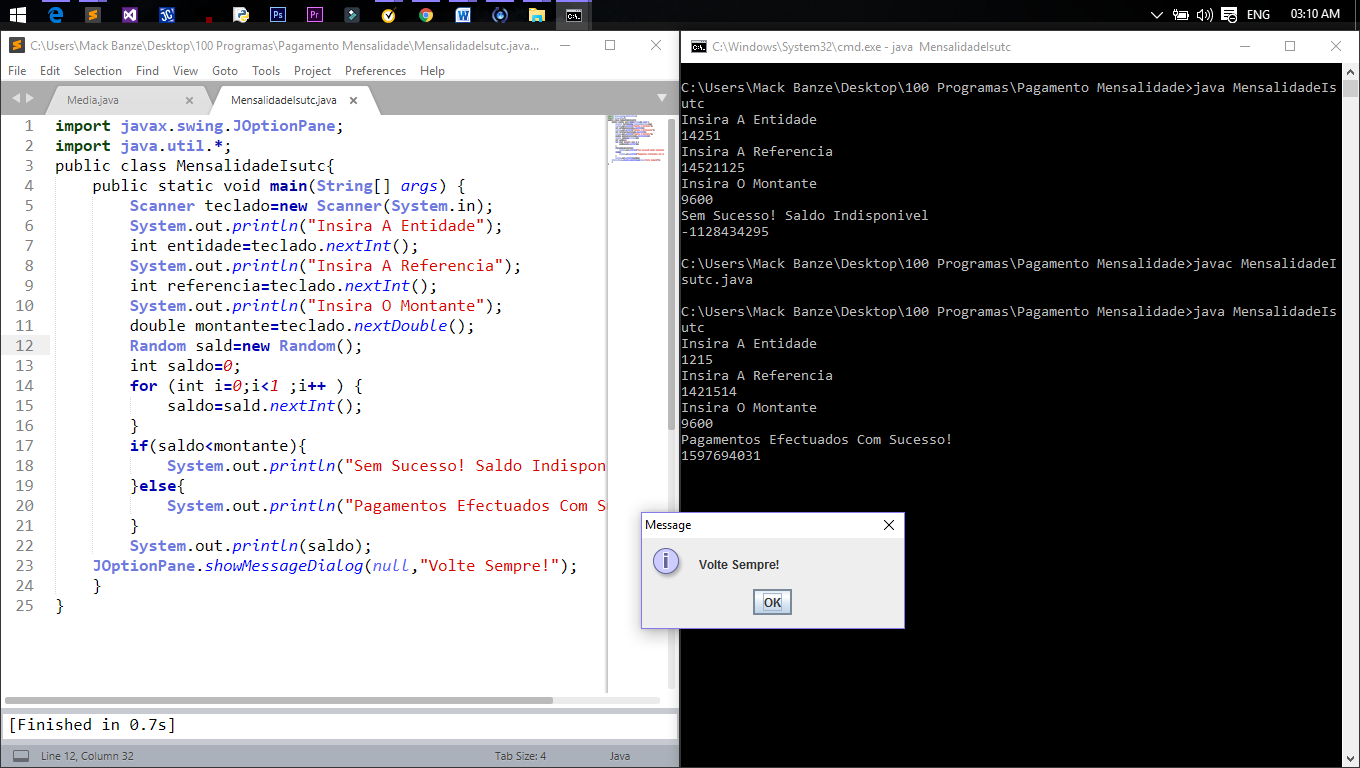 ENG
03:10 AM
C:\Users\Mack Banze\Desktop\100 Programas\Pagamento Mensalidade\MensalidadeIsutc.java...
File Edit Selection Find View Goto Tools Project Preferences Help
Media.java
MensalidadeIsutc.java
1 import javax.swing.JOptionPane;
2 import java.util.*;
3 public class MensalidadeIsutc{
4 public static void main(String[] args) {
5 Scanner teclado=new Scanner(System.in);
6 System.out.println("Insira A Entidade");
7 int entidade=teclado.nextInt();
8 System.out.println("Insira A Referencia");
9 int referencia=teclado.nextInt();
10 System.out.println("Insira O Montante");
11 double montante=teclado.nextDouble();
12 Random sald=new Random();
13 int saldo=0;
14 for (int i=0;i<1 ;i++ ) {
15 saldo=sald.nextInt();
16 }
17 if(saldo<montante){
18 System.out.println("Sem Sucesso! Saldo Indispon
19 }else{
20 System.out.println("Pagamentos Efectuados Com S
21 }
22 System.out.println(saldo);
23 JOptionPane.showMessageDialog(null,"Volte Sempre!");
24 }
25 }
[Finished in 0.7s]
Line 12, Column 32
Tab Size: 4
Java
C:\Windows\System32\cmd.exe - java MensalidadeIsutc
C:\Users\Mack Banze\Desktop\100 Programas\Pagamento Mensalidade>java MensalidadeIs
utc
Insira A Entidade
14251
Insira A Referencia
14521125
Insira O Montante
9600
Sem Sucesso! Saldo Indisponivel
-1128434295
C:\Users\Mack Banze\Desktop\100 Programas\Pagamento Mensalidade>javac MensalidadeI
sutc.java
C:\Users\Mack Banze\Desktop\100 Programas\Pagamento Mensalidade>java MensalidadeIs
utc
Insira A Entidade
1215
Insira A Referencia
1421514
Insira O Montante
9600
Pagamentos Efectuados Com Sucesso!
1597694031
Message
Volte Sempre!
OK